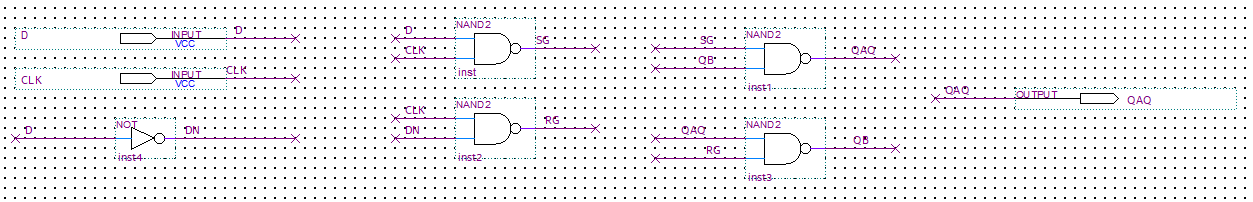 D INPUT VCC D
CLK INPUT VCC CLK
D NOT DN
inst4
NAND2
D
CLK
SG
inst
NAND2
CLK
DN
RG
inst2
NAND2
SG
QB
QAQ
inst1
NAND2
QAQ
RG
QB
inst3
QAQ OUTPUT QAQ